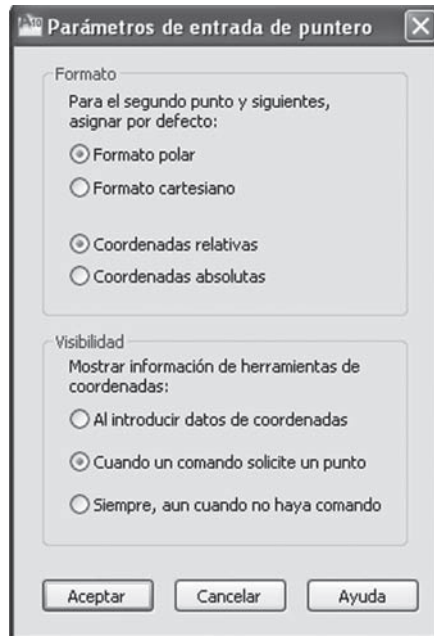 Parámetros de entrada de puntero
Formato
Para el segundo punto y siguientes,
asignar por defecto:
Formato polar
Formato cartesiano
Coordenadas relativas
Coordenadas absolutas
Visibilidad
Mostrar información de herramientas de
coordenadas:
Al introducir datos de coordenadas
Cuando un comando solicite un punto
Siempre, aun cuando no haya comando
Aceptar
Cancelar
Ayuda